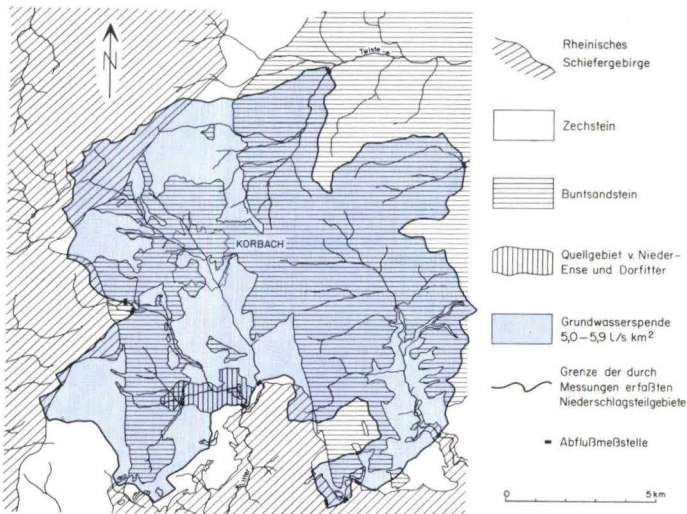 N
Twiste
KORBACH
Itter
Rheinisches
Schiefergebirge
Zechstein
Buntsandstein
Quellgebiet v. Nieder-
Ense und Dorfitter
Grundwasserspende
5,0–5,9 l/s km²
Grenze der durch
Messungen erfaßten
Niederschlagsteilgebiete
Abflußmeßstelle
0 5 km